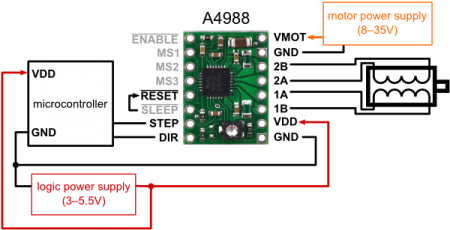 A4988
motor power supply
(8–35V)
ENABLE
VMOT
MS1
GND
MS2
2B
VDD
MS3
2A
microcontroller
RESET
1A
SLEEP
1B
GND
STEP
VDD
DIR
GND
logic power supply
(3–5.5V)